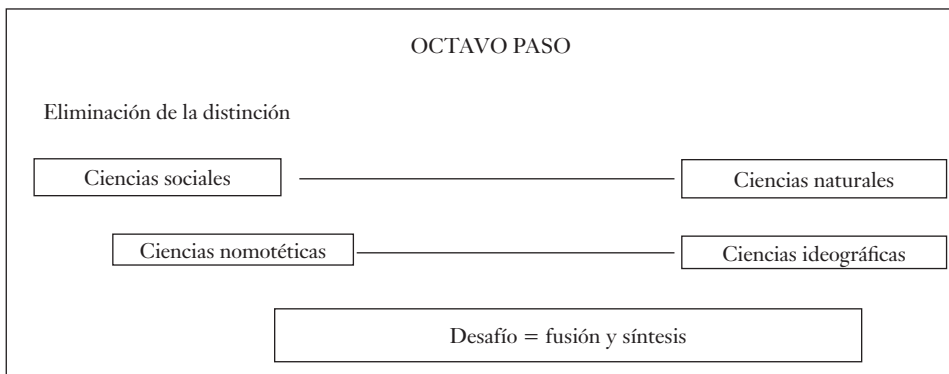 OCTAVO PASO
Eliminación de la distinción
Ciencias sociales
Ciencias naturales
Ciencias nomotéticas
Ciencias ideográficas
Desafío = fusión y síntesis